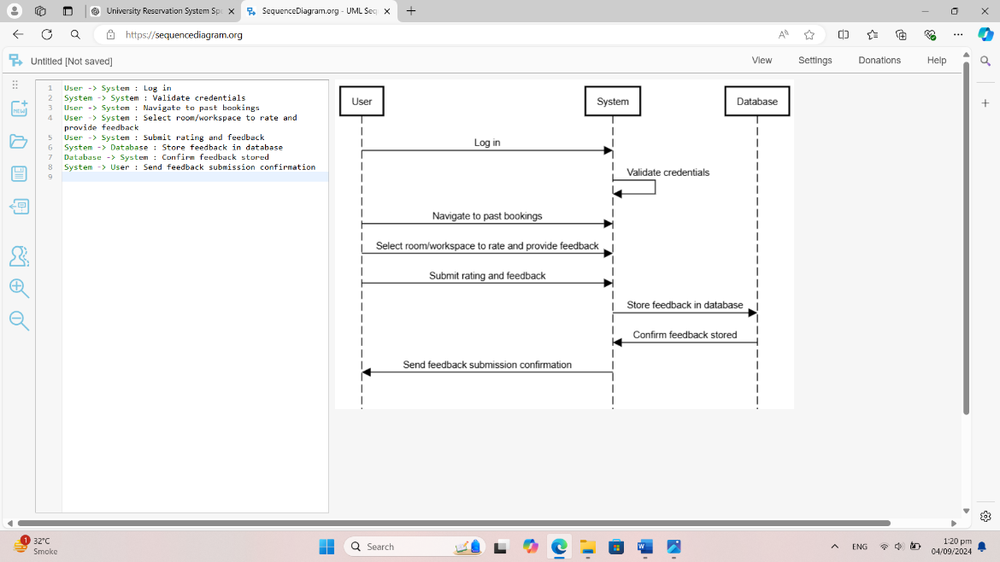 University Reservation System Sp
SequenceDiagram.org - UML Seq
https://sequencediagram.org
Untitled [Not saved]
View Settings Donations Help
new
1 User -> System : Log in
2 System -> System : Validate credentials
3 User -> System : Navigate to past bookings
4 User -> System : Select room/workspace to rate and
provide feedback
5 User -> System : Submit rating and feedback
6 System -> Database : Store feedback in database
7 Database -> System : Confirm feedback stored
8 System -> User : Send feedback submission confirmation
9
User System Database
Log in
Validate credentials
Navigate to past bookings
Select room/workspace to rate and provide feedback
Submit rating and feedback
Store feedback in database
Confirm feedback stored
Send feedback submission confirmation
1
32°C
Smoke
Search
ENG
1:20 pm
04/09/2024